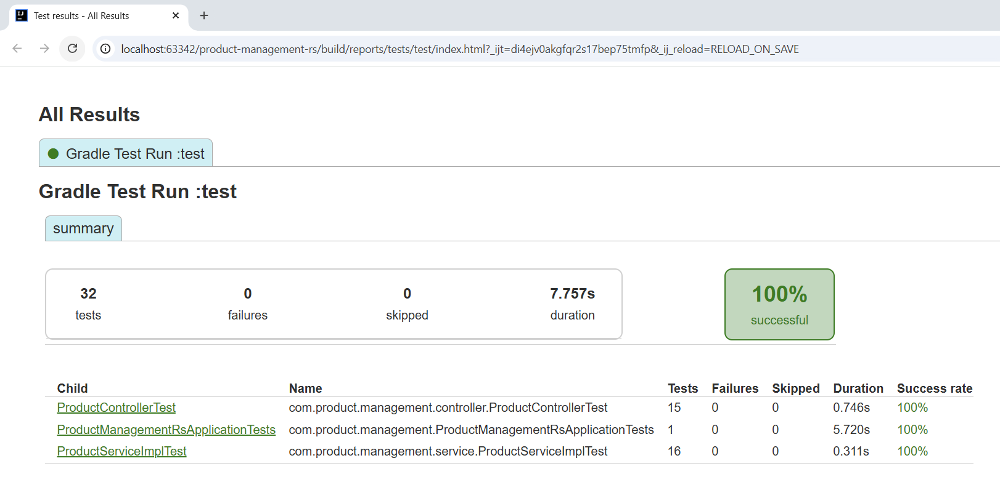 Test results - All Results
localhost:63342/product-management-rs/build/reports/tests/test/index.html?_ijt=di4ejv0akgfqr2s17bep75tmfp&_ij_reload=RELOAD_ON_SAVE
All Results
Gradle Test Run :test
Gradle Test Run :test
summary
32 0 0 7.757s 100%
tests failures skipped duration successful
Child Name Tests Failures Skipped Duration Success rate
ProductControllerTest com.product.management.controller.ProductControllerTest 15 0 0 0.746s 100%
ProductManagementRsApplicationTests com.product.management.ProductManagementRsApplicationTests 1 0 0 5.720s 100%
ProductServiceImplTest com.product.management.service.ProductServiceImplTest 16 0 0 0.311s 100%